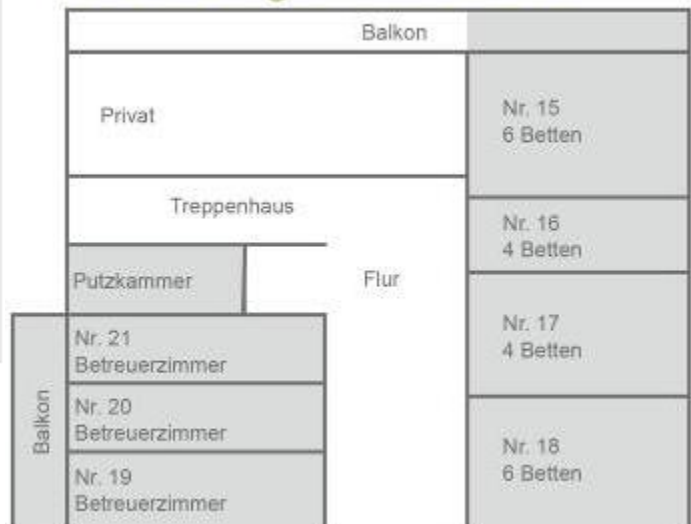 Balkon
Privat
Nr. 15
6 Betten
Treppenhaus
Nr. 16
4 Betten
Putzkammer
Flur
Nr. 17
4 Betten
Nr. 21
Betreuerzimmer
Balkon
Nr. 20
Betreuerzimmer
Nr. 18
6 Betten
Nr. 19
Betreuerzimmer